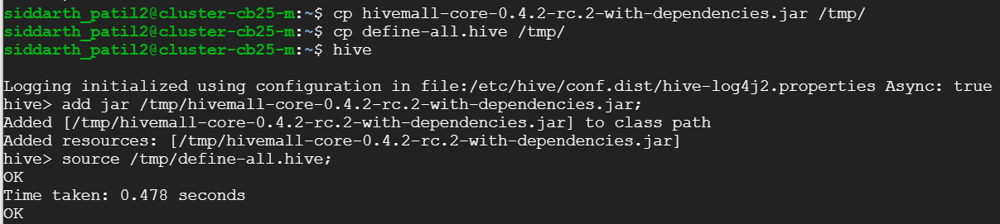 siddarth_patil2@cluster-cb25-m:~$ cp hivemall-core-0.4.2-rc.2-with-dependencies.jar /tmp/
siddarth_patil2@cluster-cb25-m:~$ cp define-all.hive /tmp/
siddarth_patil2@cluster-cb25-m:~$ hive
Logging initialized using configuration in file:/etc/hive/conf.dist/hive-log4j2.properties Async: true
hive> add jar /tmp/hivemall-core-0.4.2-rc.2-with-dependencies.jar;
Added [/tmp/hivemall-core-0.4.2-rc.2-with-dependencies.jar] to class path
Added resources: [/tmp/hivemall-core-0.4.2-rc.2-with-dependencies.jar]
hive> source /tmp/define-all.hive;
OK
Time taken: 0.478 seconds
OK